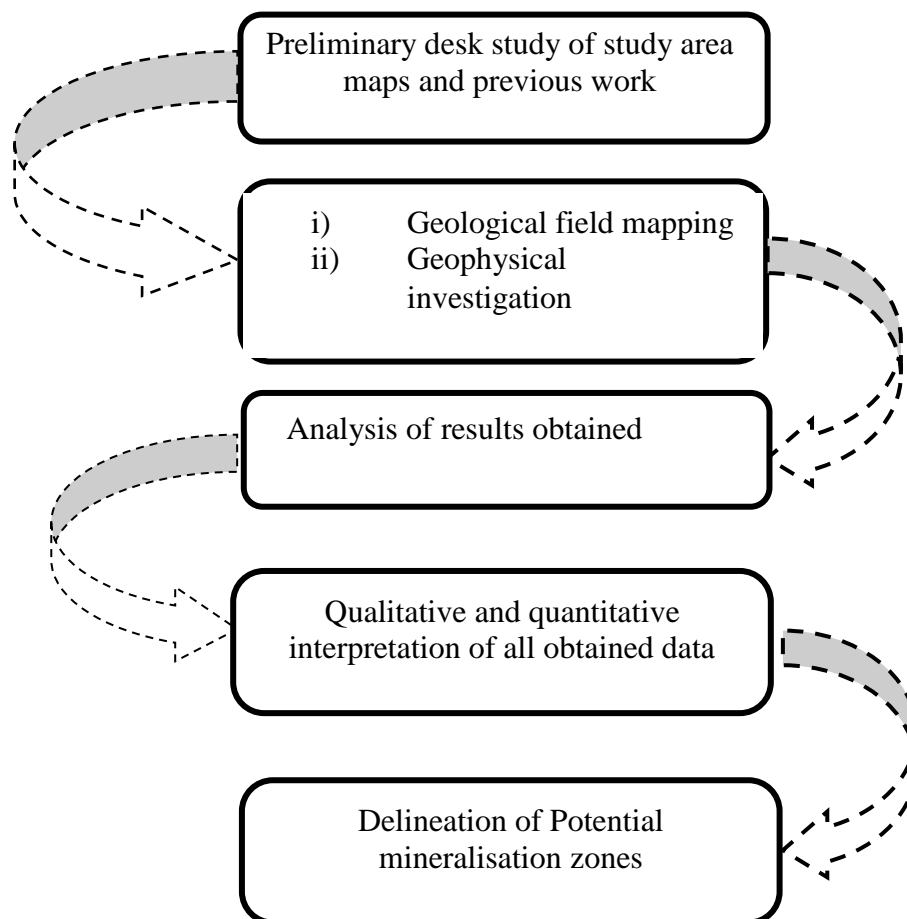 Preliminary desk study of study area
maps and previous work
i) Geological field mapping
ii) Geophysical
investigation
Analysis of results obtained
Qualitative and quantitative
interpretation of all obtained data
Delineation of Potential
mineralisation zones